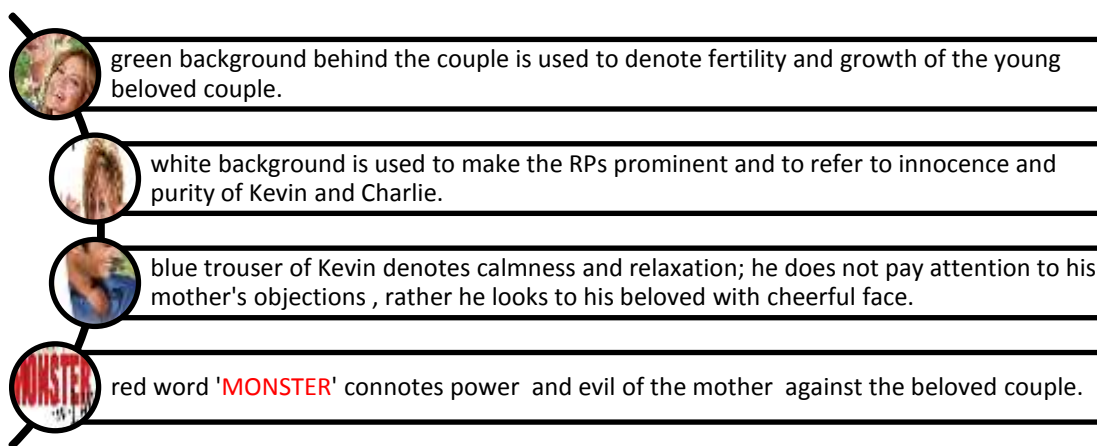 green background behind the couple is used to denote fertility and growth of the young
beloved couple.
white background is used to make the RPs prominent and to refer to innocence and
purity of Kevin and Charlie.
blue trouser of Kevin denotes calmness and relaxation; he does not pay attention to his
mother's objections , rather he looks to his beloved with cheerful face.
MONSTER
red word 'MONSTER' connotes power  and evil of the mother  against the beloved couple.